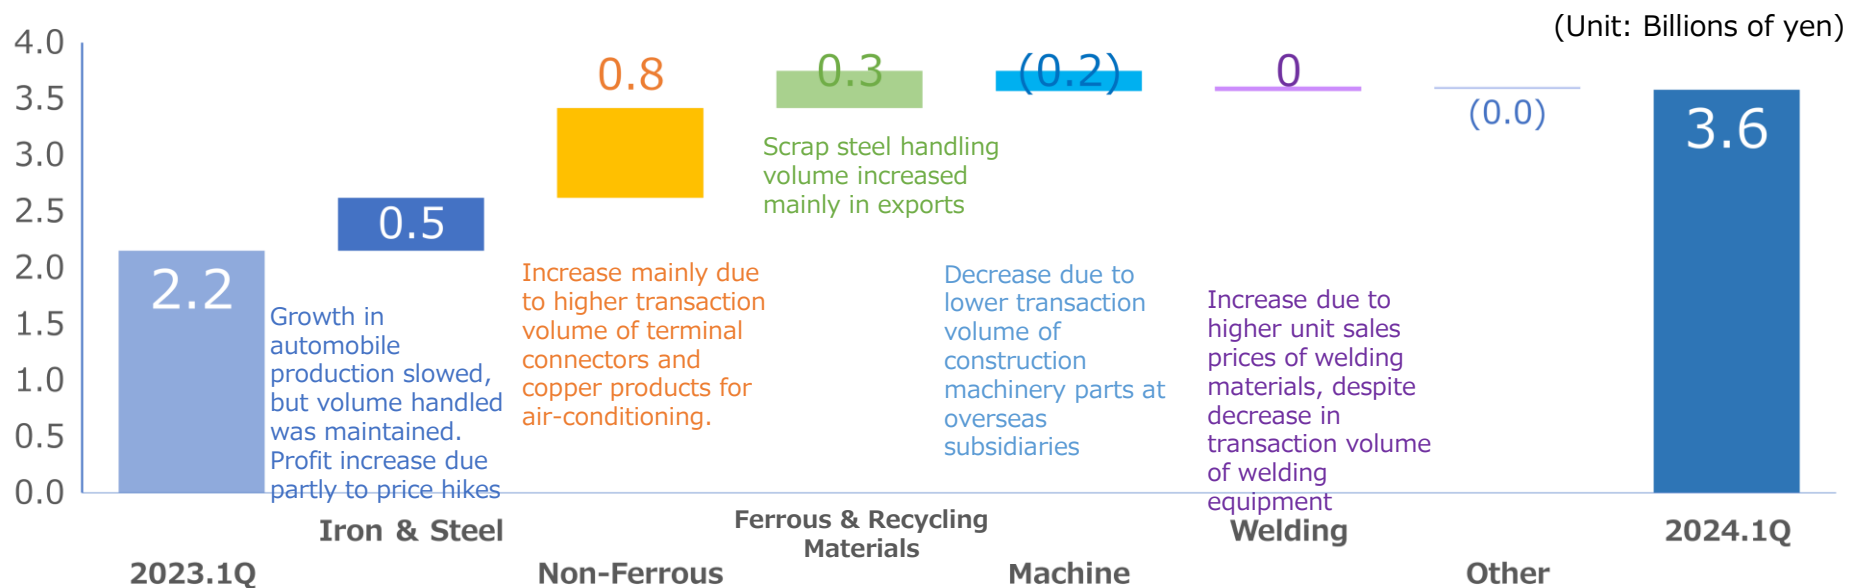 (Unit: Billions of yen)
4.0
3.5
3.0
2.5
2.0
1.5
1.0
0.5
0.0
2.2
0.5
0.8
0.3
(0.2)
0
(0.0)
3.6
Growth in
automobile
production slowed,
but volume handled
was maintained.
Profit increase due
partly to price hikes
Increase mainly due
to higher transaction
volume of terminal
connectors and
copper products for
air-conditioning.
Scrap steel handling
volume increased
mainly in exports
Decrease due to
lower transaction
volume of
construction
machinery parts at
overseas
subsidiaries
Increase due to
higher unit sales
prices of welding
materials, despite
decrease in
transaction volume
of welding
equipment
2023.1Q
Iron & Steel
Non-Ferrous
Ferrous & Recycling
Materials
Machine
Welding
Other
2024.1Q